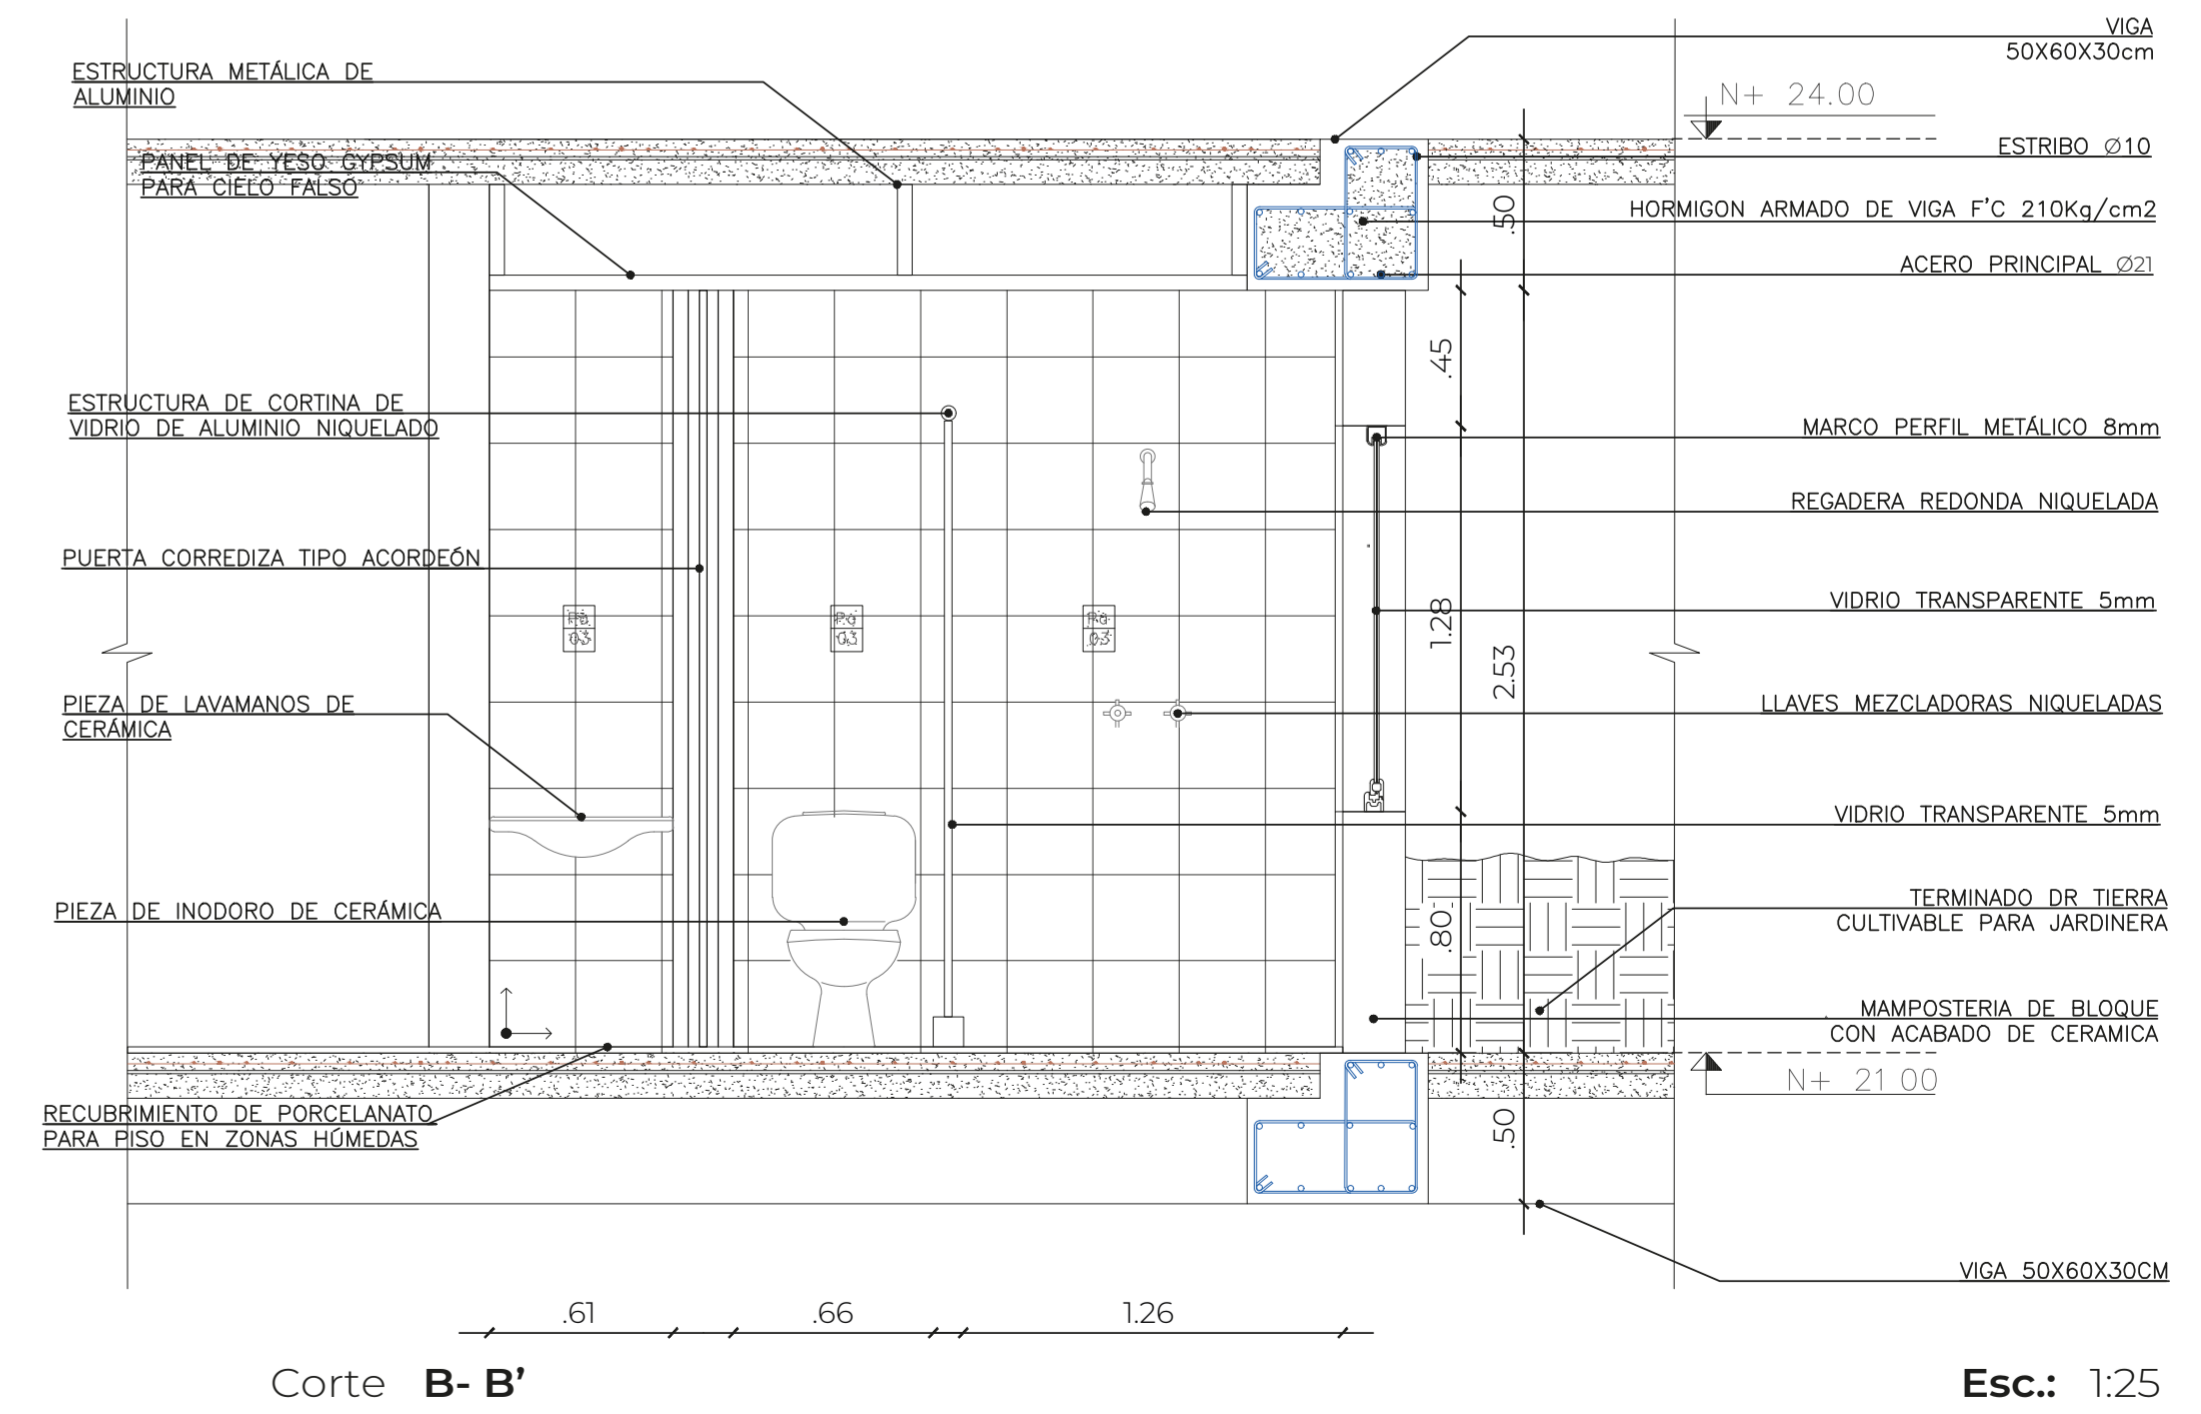 VIGA
50X60X30cm
ESTRUCTURA METÁLICA DE
ALUMINIO
N+ 24.00
ESTRIBO Ø10
PANEL DE YESO GYPSUM
PARA CIELO FALSO
HORMIGON ARMADO DE VIGA F'C 210Kg/cm2
.50
ACERO PRINCIPAL Ø21
.45
ESTRUCTURA DE CORTINA DE
VIDRIO DE ALUMINIO NIQUELADO
MARCO PERFIL METÁLICO 8mm
REGADERA REDONDA NIQUELADA
PUERTA CORREDIZA TIPO ACORDEÓN
VIDRIO TRANSPARENTE 5mm
1.28
2.53
03
03
03
PIEZA DE LAVAMANOS DE
CERÁMICA
LLAVES MEZCLADORAS NIQUELADAS
VIDRIO TRANSPARENTE 5mm
PIEZA DE INODORO DE CERÁMICA
.80
TERMINADO DR TIERRA
CULTIVABLE PARA JARDINERA
MAMPOSTERIA DE BLOQUE
CON ACABADO DE CERAMICA
N+ 21 00
RECUBRIMIENTO DE PORCELANATO
PARA PISO EN ZONAS HÚMEDAS
.50
VIGA 50X60X30CM
.61
.66
1.26
Corte B- B'
Esc.: 1:25